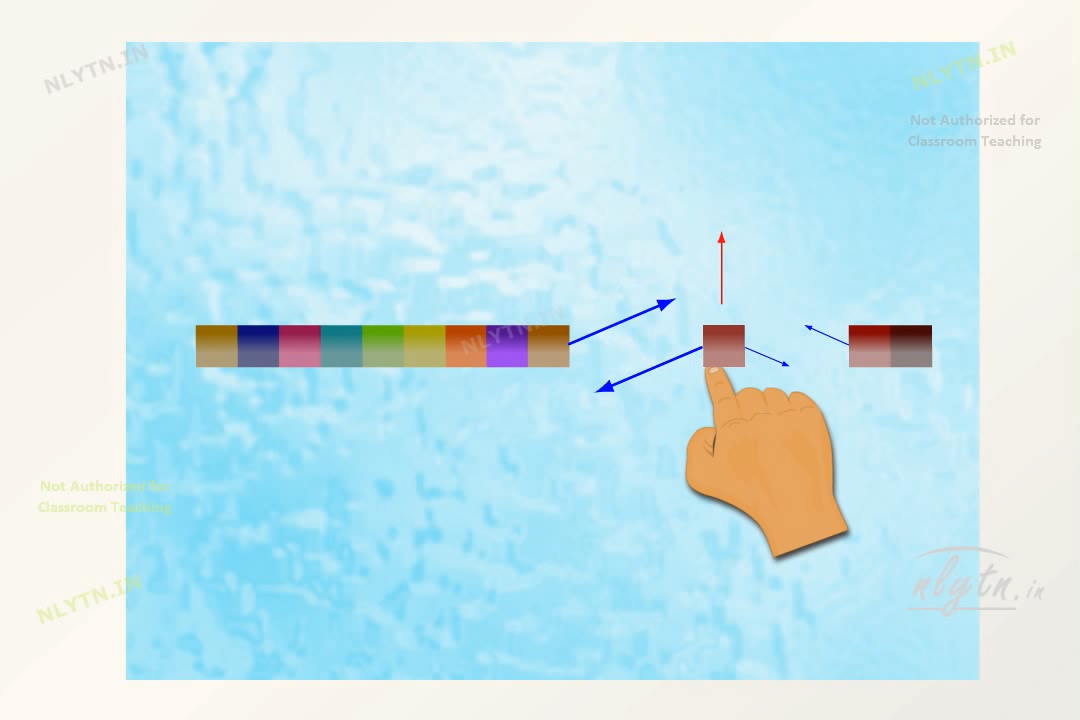 NLYTN.IN
NLYTN.IN
Not Authorized for
Classroom Teaching
NLYTN.IN
Not Authorized for
Classroom Teaching
NLYTN.IN
nlytn.in